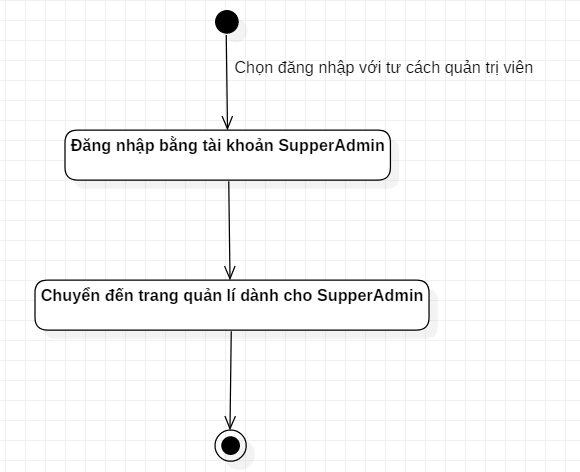 Chọn đăng nhập với tư cách quản trị viên
Đăng nhập bằng tài khoản SupperAdmin
Chuyển đến trang quản lí dành cho SupperAdmin